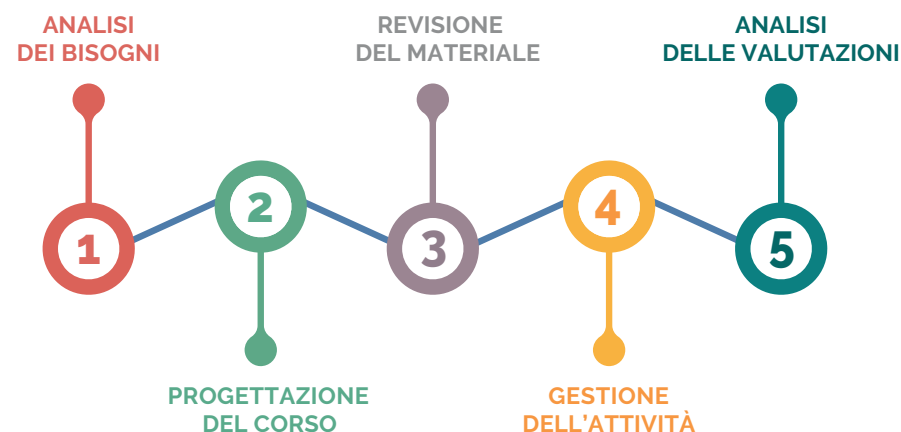 ANALISI
DEI BISOGNI
REVISIONE
DEL MATERIALE
ANALISI
DELLE VALUTAZIONI
1
2
3
4
5
PROGETTAZIONE
DEL CORSO
GESTIONE
DELL'ATTIVITÀ